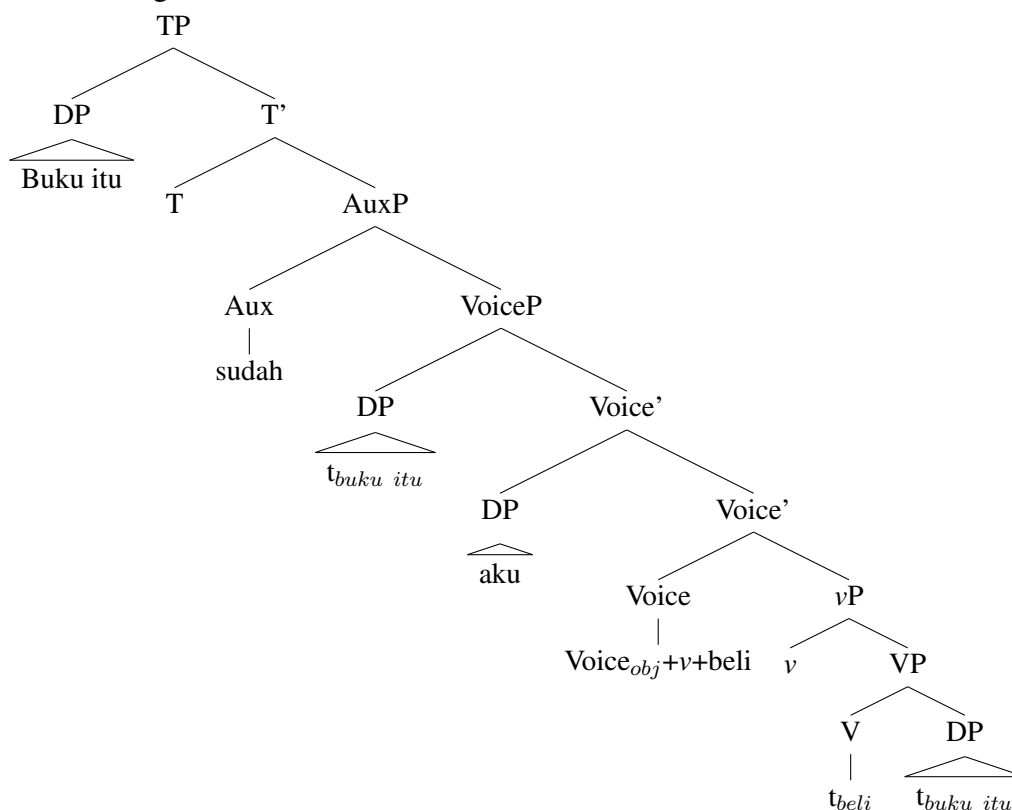 TP
DP T’
Buku itu
T AuxP
Aux VoiceP
sudah
DP Voice’
t_buku itu
DP Voice’
aku
Voice vP
Voice_obj+v+beli v VP
V DP
t_beli t_buku itu